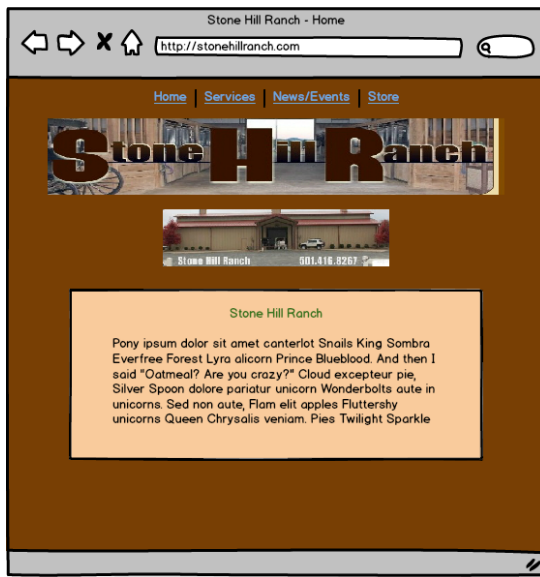 Stone Hill Ranch - Home
http://stonehillranch.com
Home Services News/Events Store
Stone Hill Ranch
Stone Hill Ranch 601.416.8267
Stone Hill Ranch
Pony ipsum dolor sit amet canterlot Snails King Sombra
Everfree Forest Lyra alicorn Prince Blueblood. And then I
said "Oatmeal? Are you crazy?" Cloud excepteur pie,
Silver Spoon dolore pariatur unicorn Wonderbolts aute in
unicorns. Sed non aute, Flam elit apples Fluttershy
unicorns Queen Chrysalis veniam. Pies Twilight Sparkle